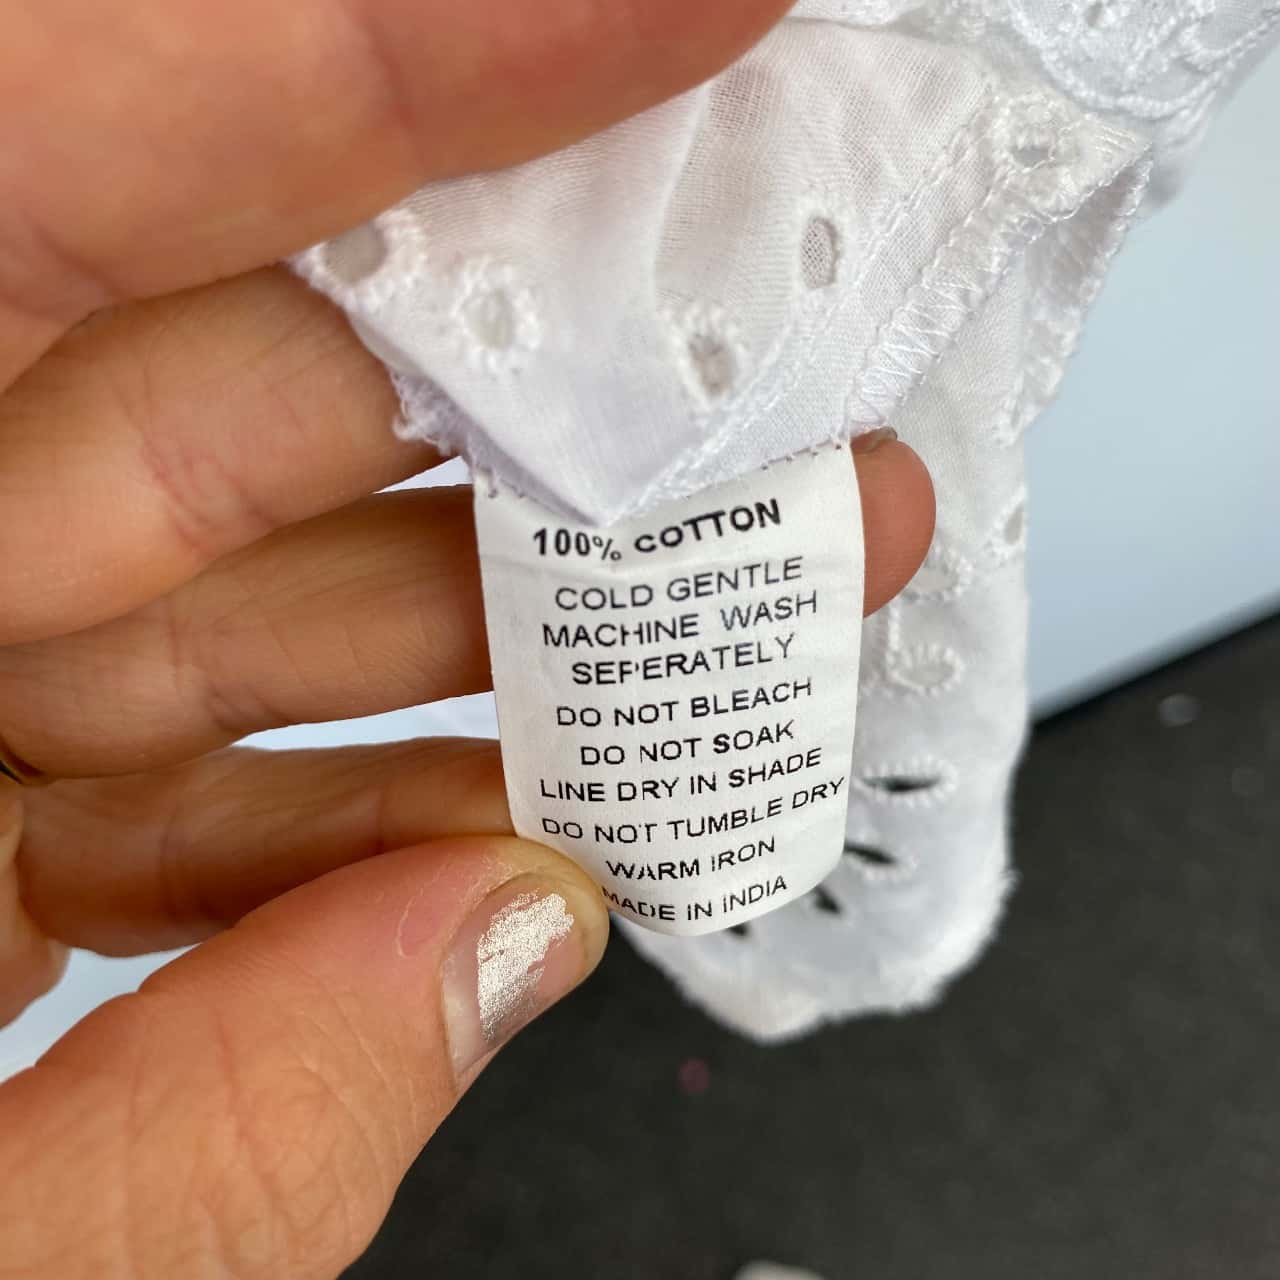 100% COTTON
COLD GENTLE
MACHINE WASH
SEPERATELY
DO NOT BLEACH
DO NOT SOAK
LINE DRY IN SHADE
DO NOT TUMBLE DRY
WARM IRON
MADE IN INDIA